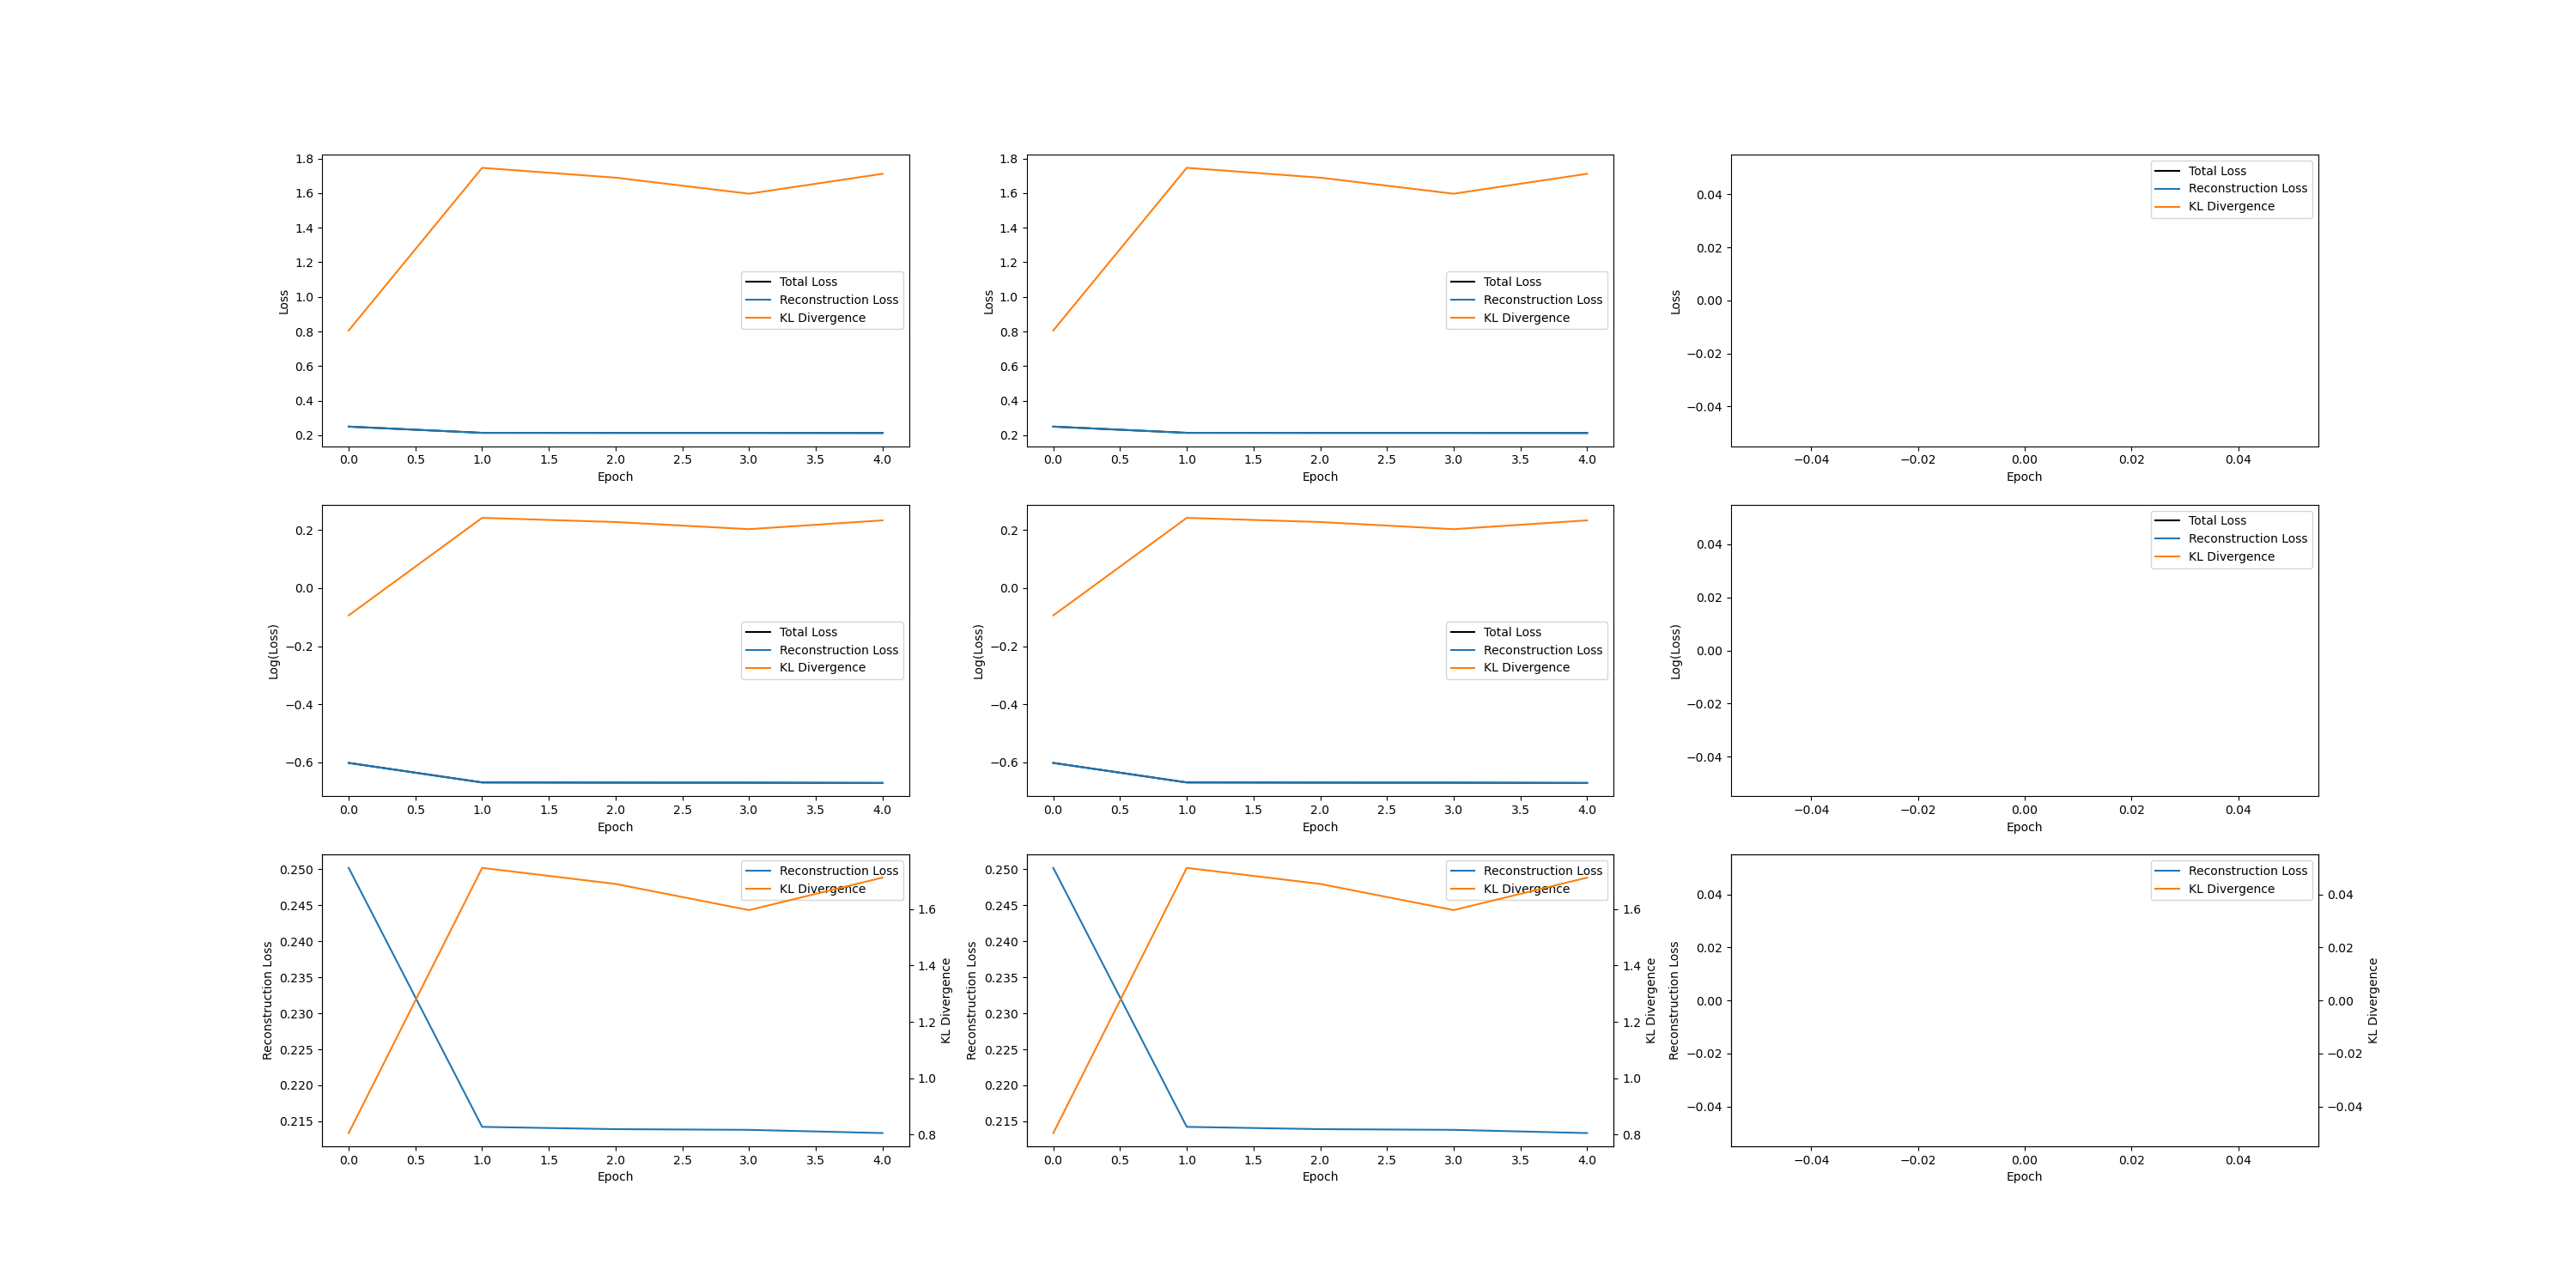 1.8
1.6
1.4
1.2
1.0
0.8
0.6
0.4
0.2
Loss
Total Loss
Reconstruction Loss
KL Divergence
0.0 0.5 1.0 1.5 2.0 2.5 3.0 3.5 4.0
Epoch
1.8
1.6
1.4
1.2
1.0
0.8
0.6
0.4
0.2
Loss
Total Loss
Reconstruction Loss
KL Divergence
0.0 0.5 1.0 1.5 2.0 2.5 3.0 3.5 4.0
Epoch
0.04
0.02
0.00
−0.02
−0.04
Loss
Total Loss
Reconstruction Loss
KL Divergence
−0.04 −0.02 0.00 0.02 0.04
Epoch
0.2
0.0
−0.2
−0.4
−0.6
Log(Loss)
Total Loss
Reconstruction Loss
KL Divergence
0.0 0.5 1.0 1.5 2.0 2.5 3.0 3.5 4.0
Epoch
0.2
0.0
−0.2
−0.4
−0.6
Log(Loss)
Total Loss
Reconstruction Loss
KL Divergence
0.0 0.5 1.0 1.5 2.0 2.5 3.0 3.5 4.0
Epoch
0.04
0.02
0.00
−0.02
−0.04
Log(Loss)
Total Loss
Reconstruction Loss
KL Divergence
−0.04 −0.02 0.00 0.02 0.04
Epoch
0.250
0.245
0.240
0.235
0.230
0.225
0.220
0.215
Reconstruction Loss
Reconstruction Loss
KL Divergence
1.6
1.4
1.2
1.0
0.8
KL Divergence
0.0 0.5 1.0 1.5 2.0 2.5 3.0 3.5 4.0
Epoch
0.250
0.245
0.240
0.235
0.230
0.225
0.220
0.215
Reconstruction Loss
Reconstruction Loss
KL Divergence
1.6
1.4
1.2
1.0
0.8
KL Divergence
0.0 0.5 1.0 1.5 2.0 2.5 3.0 3.5 4.0
Epoch
0.04
0.02
0.00
−0.02
−0.04
Reconstruction Loss
Reconstruction Loss
KL Divergence
0.04
0.02
0.00
−0.02
−0.04
KL Divergence
−0.04 −0.02 0.00 0.02 0.04
Epoch